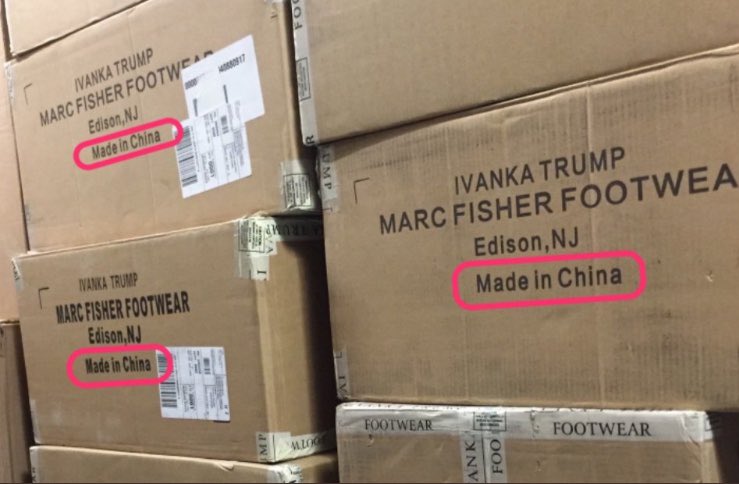 IVANKA TRUMP
MARC FISHER FOOTWEAR
Edison,NJ
Made in China
IVANKA TRUMP
MARC FISHER FOOTWEAR
Edison,NJ
Made in China
IVANKA TRUMP
MARC FISHER FOOTWEA
Edison,NJ
Made in China
FOOTWEAR
FOOTWEAR